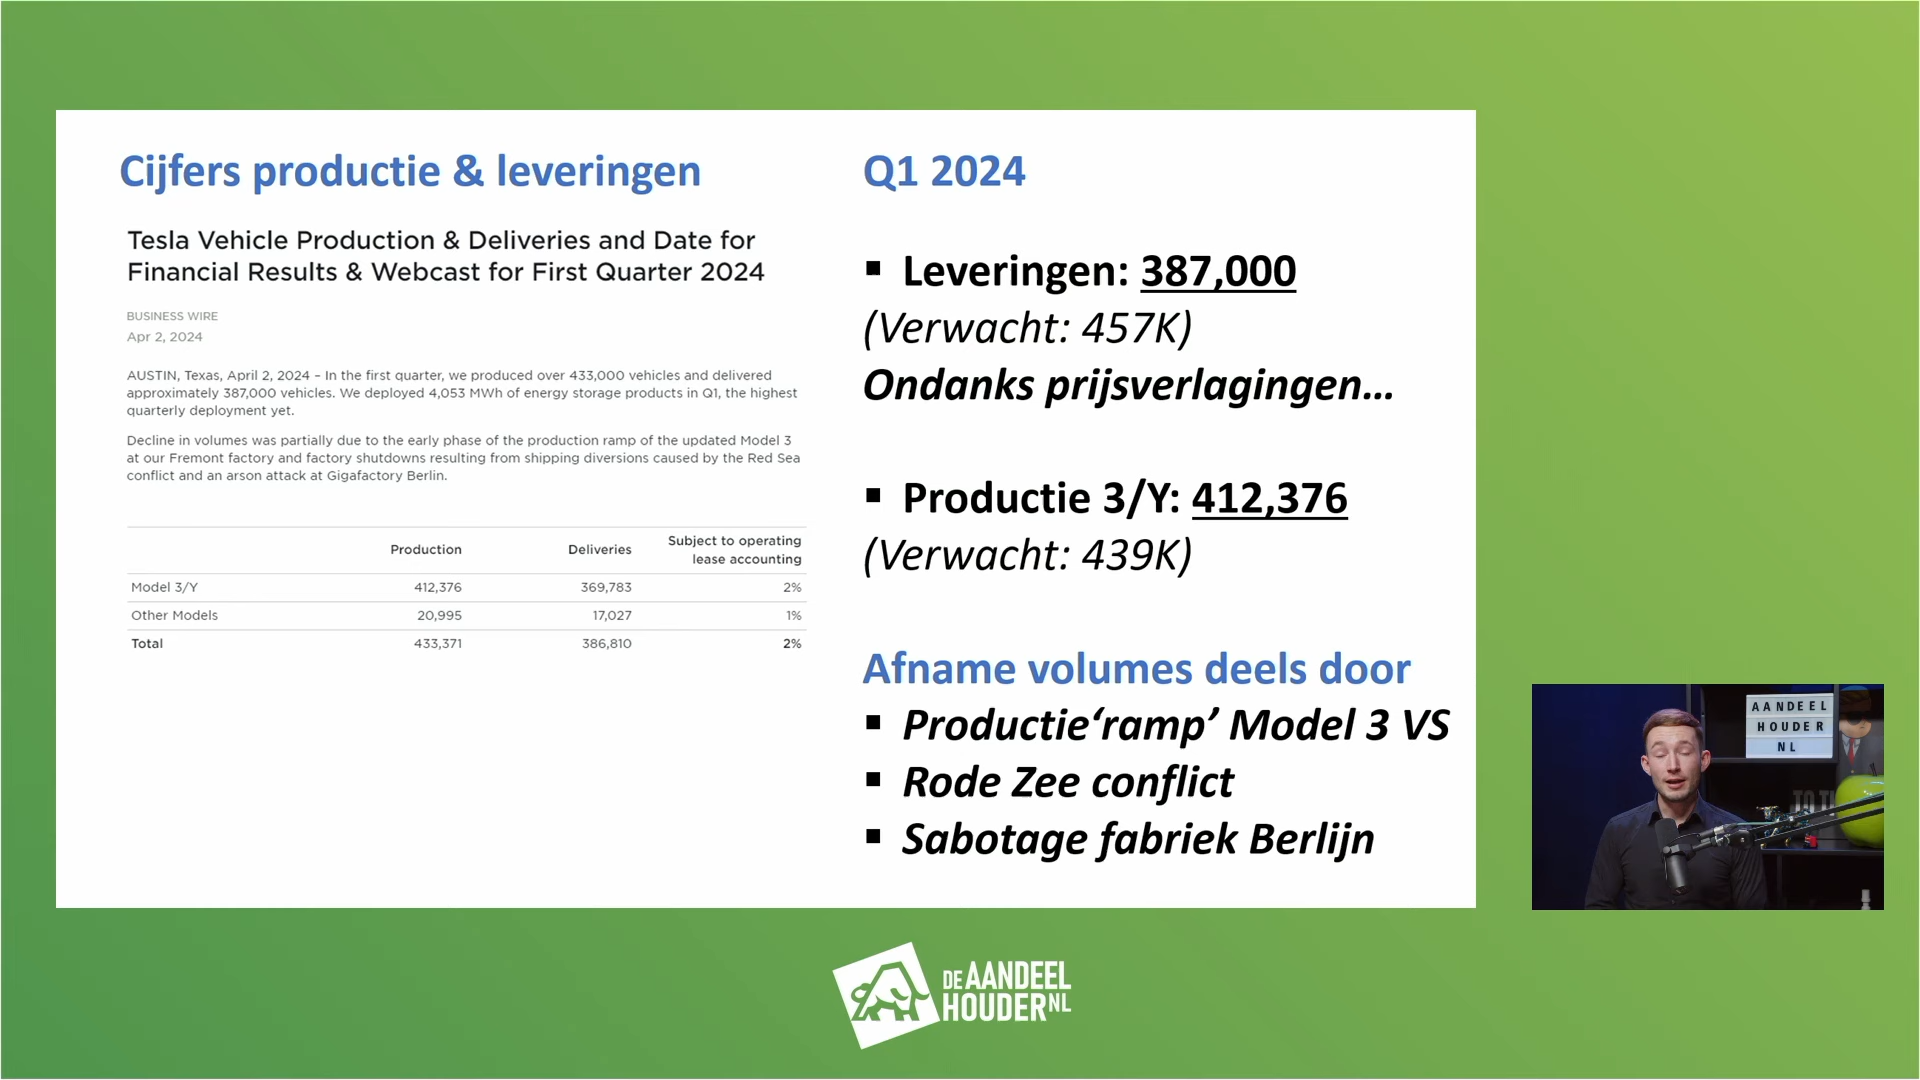 Cijfers productie & leveringen
Tesla Vehicle Production & Deliveries and Date for
Financial Results & Webcast for First Quarter 2024
BUSINESS WIRE
Apr 2, 2024
AUSTIN, Texas, April 2, 2024 – In the first quarter, we produced over 433,000 vehicles and delivered
approximately 387,000 vehicles. We deployed 4,053 MWh of energy storage products in Q1, the highest
quarterly deployment yet.
Decline in volumes was partially due to the early phase of the production ramp of the updated Model 3
at our Fremont factory and factory shutdowns resulting from shipping diversions caused by the Red Sea
conflict and an arson attack at Gigafactory Berlin.
Production Deliveries Subject to operating
lease accounting
Model 3/Y 412,376 369,783 2%
Other Models 20,995 17,027 1%
Total 433,371 386,810 2%
Q1 2024
▪ Leveringen: 387,000
(Verwacht: 457K)
Ondanks prijsverlagingen…
▪ Productie 3/Y: 412,376
(Verwacht: 439K)
Afname volumes deels door
▪ Productie‘ramp’ Model 3 VS
▪ Rode Zee conflict
▪ Sabotage fabriek Berlijn
AANDEEL
HOUDER
NL
DE AANDEEL
HOUDER NL